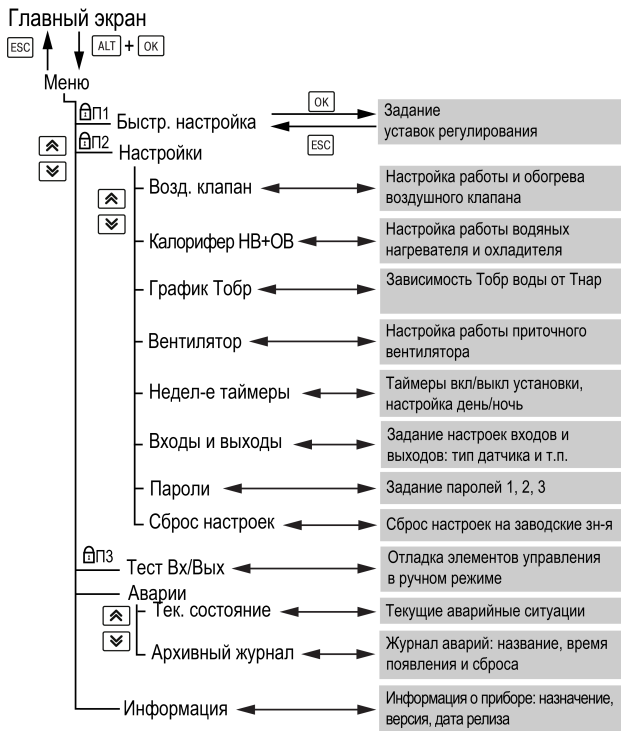 Главный экран
ESC
ALT + OK
Меню
П1
Быстр. настройка
OK
ESC
Задание
уставок регулирования
П2
Настройки
Возд. клапан
Настройка работы и обогрева
воздушного клапана
Калорифер НВ+ОВ
Настройка работы водяных
нагревателя и охладителя
График Тобр
Зависимость Тобр воды от Тнар
Вентилятор
Настройка работы приточного
вентилятора
Недел-е таймеры
Таймеры вкл/выкл установки,
настройка день/ночь
Входы и выходы
Задание настроек входов и
выходов: тип датчика и т.п.
Пароли
Задание паролей 1, 2, 3
Сброс настроек
Сброс настроек на заводские зн-я
П3
Тест Вх/Вых
Отладка элементов управления
в ручном режиме
Аварии
Тек. состояние
Текущие аварийные ситуации
Архивный журнал
Журнал аварий: название, время
появления и сброса
Информация
Информация о приборе: назначение,
версия, дата релиза